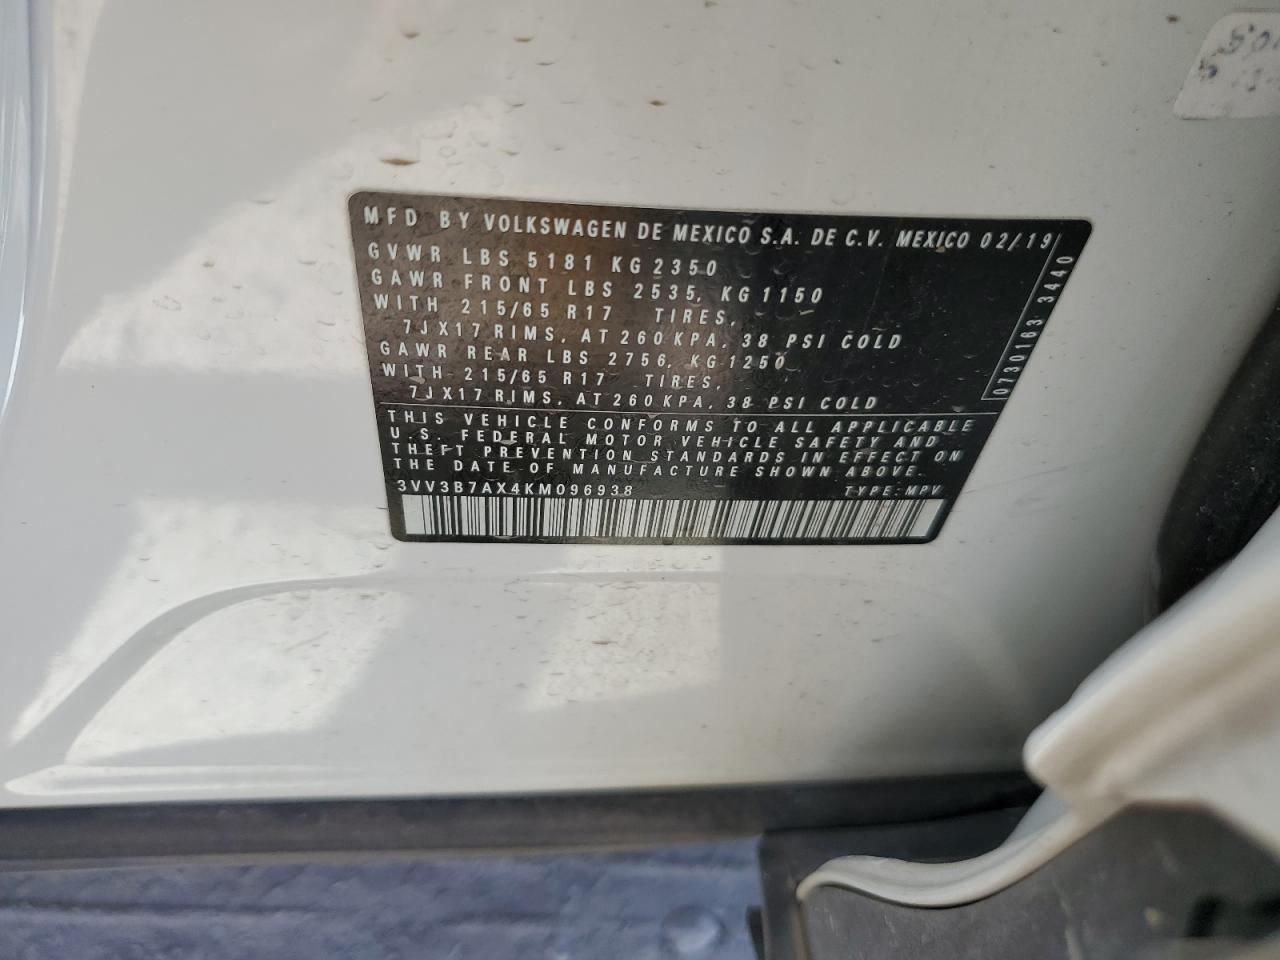 MFD BY VOLKSWAGEN DE MEXICO S.A. DE C.V. MEXICO 02/19
GVWR LBS 5181 KG 2350
GAWR FRONT LBS 2535, KG 1150
WITH 215/65 R17 TIRES,
7JX17 RIMS, AT 260 KPA, 38 PSI COLD
GAWR REAR LBS 2756, KG 1250
WITH 215/65 R17 TIRES,
7JX17 RIMS, AT 260 KPA, 38 PSI COLD
0730163 3440
THIS VEHICLE CONFORMS TO ALL APPLICABLE
U.S. FEDERAL MOTOR VEHICLE SAFETY AND
THEFT PREVENTION STANDARDS IN EFFECT ON
THE DATE OF MANUFACTURE SHOWN ABOVE.
3VV3B7AX4KM096938 TYPE: MPV